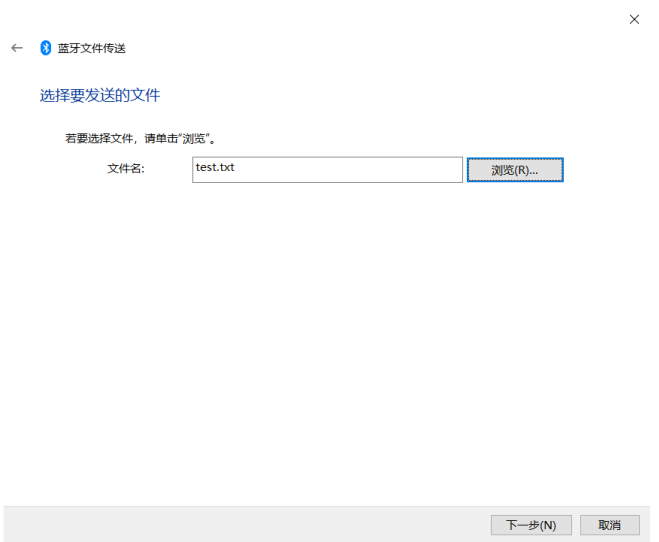 蓝牙文件传送
选择要发送的文件
若要选择文件，请单击"浏览"。
文件名:
test.txt
浏览(R)...
下一步(N)
取消